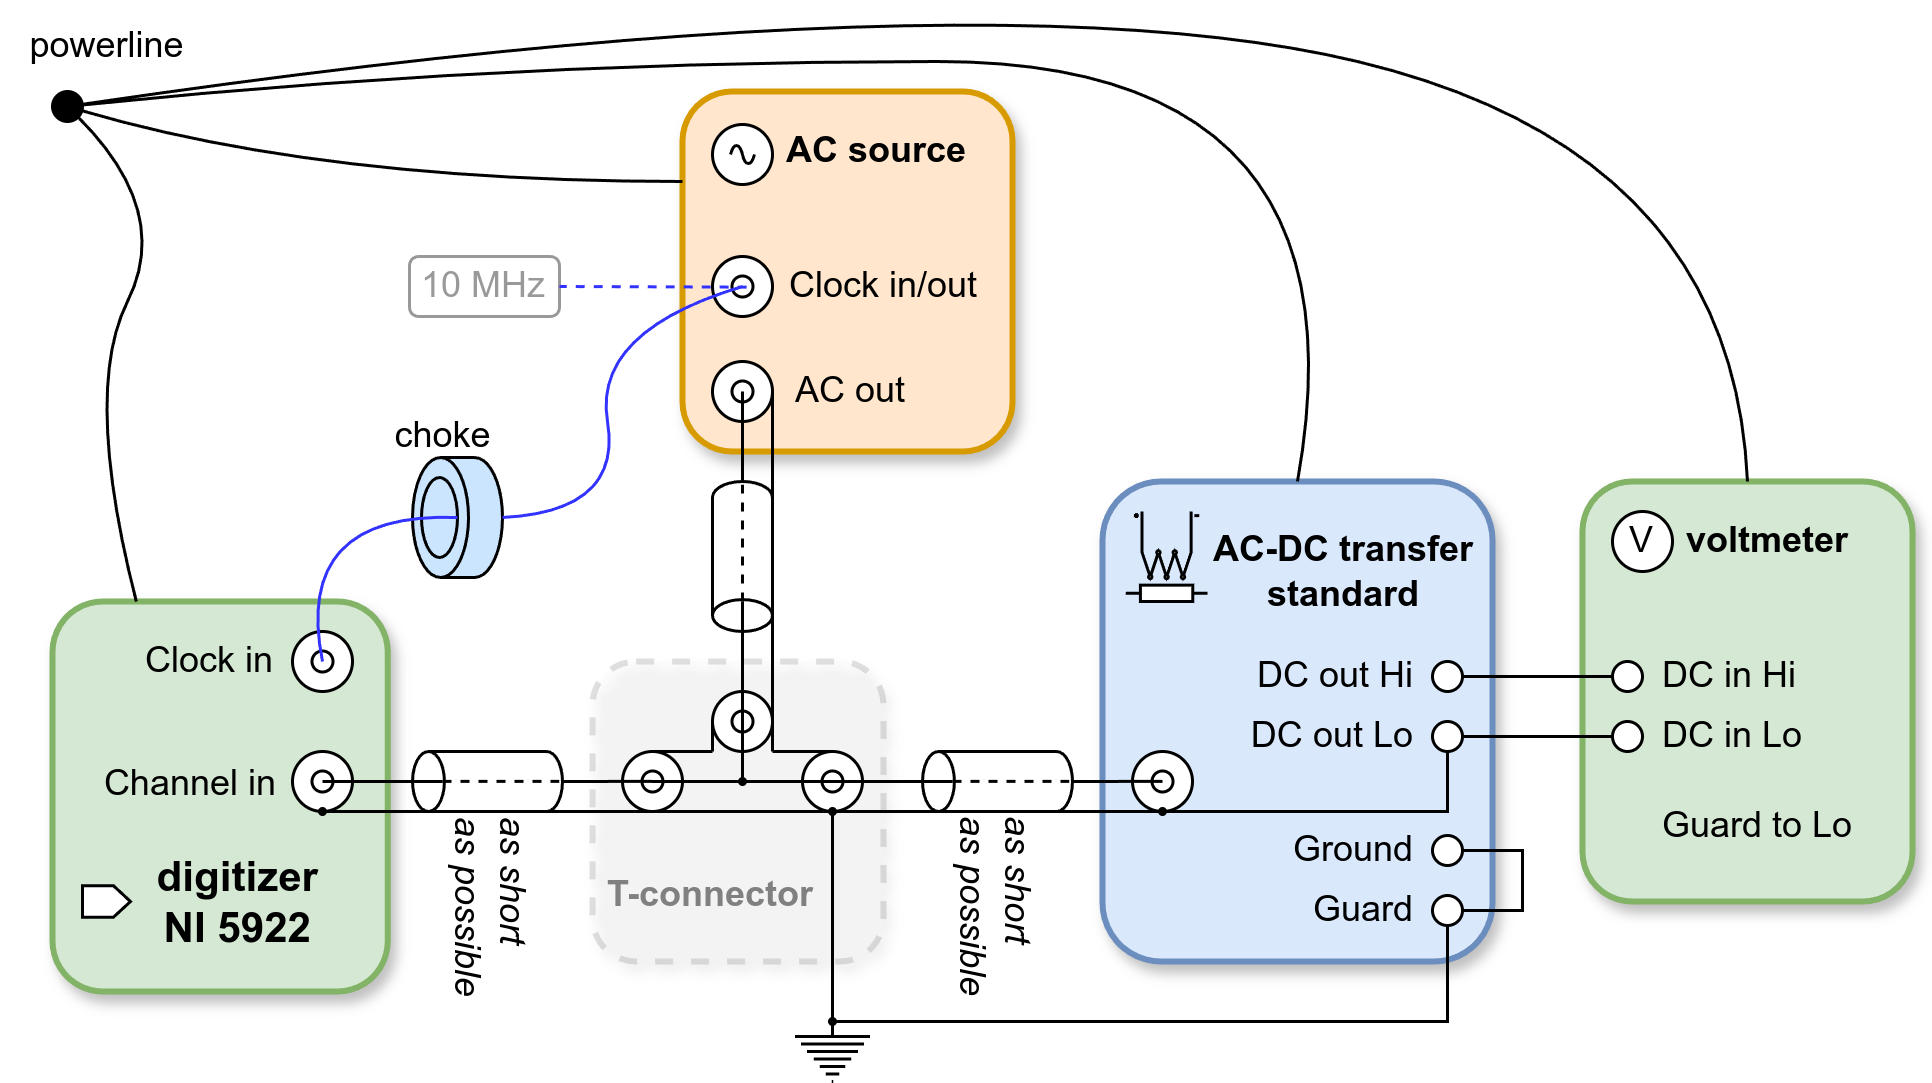 powerline
AC source
10 MHz
Clock in/out
AC out
choke
AC-DC transfer
standard
V
voltmeter
Clock in
DC out Hi
DC in Hi
DC out Lo
DC in Lo
Channel in
as short
as possible
as short
as possible
Guard to Lo
Ground
digitizer
NI 5922
T-connector
Guard